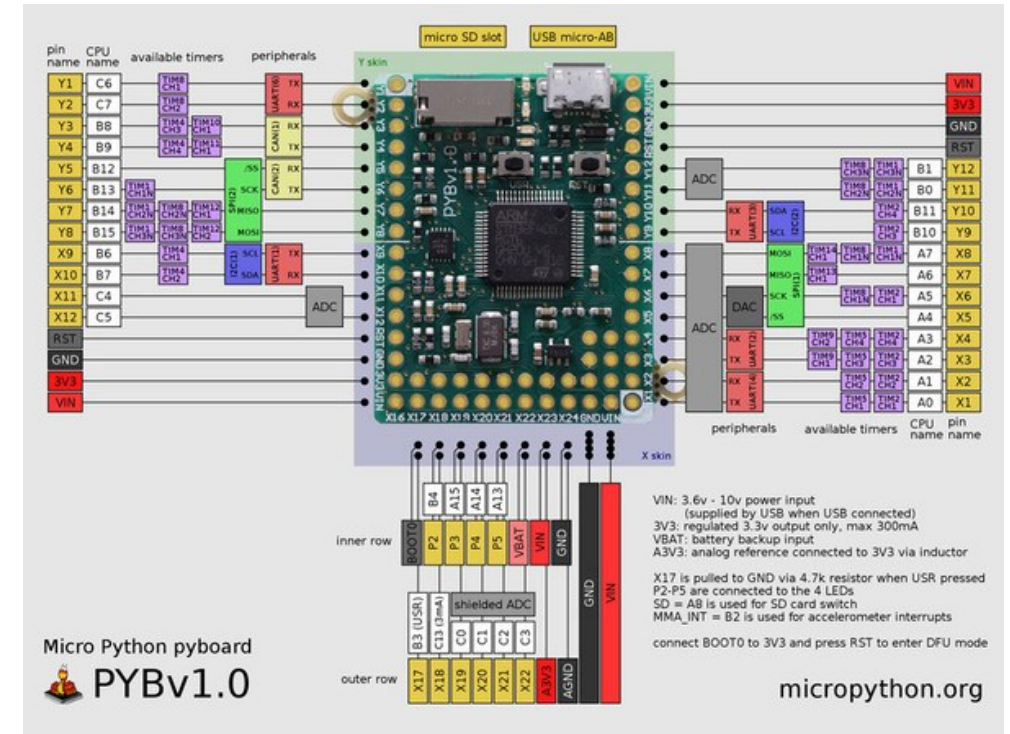 micro SD slot
USB micro-AB
pin name
CPU name
available timers
peripherals
Y skin
Y1 C6 TIM8 CH1 UART(6) TX
Y2 C7 TIM8 CH2 RX
Y3 B8 TIM4 CH3 TIM10 CH1 CAN(1) RX
Y4 B9 TIM4 CH4 TIM11 CH1 TX
Y5 B12 /SS CAN(2) RX
Y6 B13 TIM1 CH1N SPI(2) SCK TX
Y7 B14 TIM1 CH2N TIM8 CH2N TIM12 CH1 MISO
Y8 B15 TIM1 CH3N TIM8 CH3N TIM12 CH2 MOSI
X9 B6 TIM4 CH1 I2C(1) SCL UART(1) TX
X10 B7 TIM4 CH2 SDA RX
X11 C4 ADC
X12 C5
RST
GND
3V3
VIN
PYBv1.0
ARM
Y1 Y2 Y3 Y4 Y5 Y6 Y7 Y8 X9 X10 X11 X12 RST GND 3V3 VIN
X16 X17 X18 X19 X20 X21 X22 X23 X24 GND VIN
VIN
3V3
GND
RST
ADC TIM8 CH3N TIM1 CH3N B1 Y12
TIM8 CH2N TIM1 CH2N B0 Y11
RX UART(3) SDA I2C(2) TIM2 CH4 B11 Y10
TX SCL TIM2 CH3 B10 Y9
MOSI SPI(1) TIM14 CH1 TIM8 CH1N TIM1 CH1N A7 X8
MISO TIM13 CH1 A6 X7
ADC DAC SCK TIM8 CH1N TIM2 CH1 A5 X6
/SS A4 X5
RX UART(2) TIM9 CH2 TIM5 CH4 TIM2 CH4 A3 X4
TX TIM9 CH1 TIM5 CH3 TIM2 CH3 A2 X3
RX UART(4) TIM5 CH2 TIM2 CH2 A1 X2
TX TIM5 CH1 TIM2 CH1 A0 X1
peripherals
available timers
CPU name
pin name
X skin
B4 A15 A14 A13
inner row
BOOT0 P2 P3 P4 P5 VBAT VIN GND
GND
VIN
shielded ADC
B3 (USR) C13 (3mA) C0 C1 C2 C3
outer row
X17 X18 X19 X20 X21 X22 A3V3 AGND
VIN: 3.6v - 10v power input
(supplied by USB when USB connected)
3V3: regulated 3.3v output only, max 300mA
VBAT: battery backup input
A3V3: analog reference connected to 3V3 via inductor
X17 is pulled to GND via 4.7k resistor when USR pressed
P2-P5 are connected to the 4 LEDs
SD = A8 is used for SD card switch
MMA_INT = B2 is used for accelerometer interrupts
connect BOOT0 to 3V3 and press RST to enter DFU mode
Micro Python pyboard
PYBv1.0
micropython.org